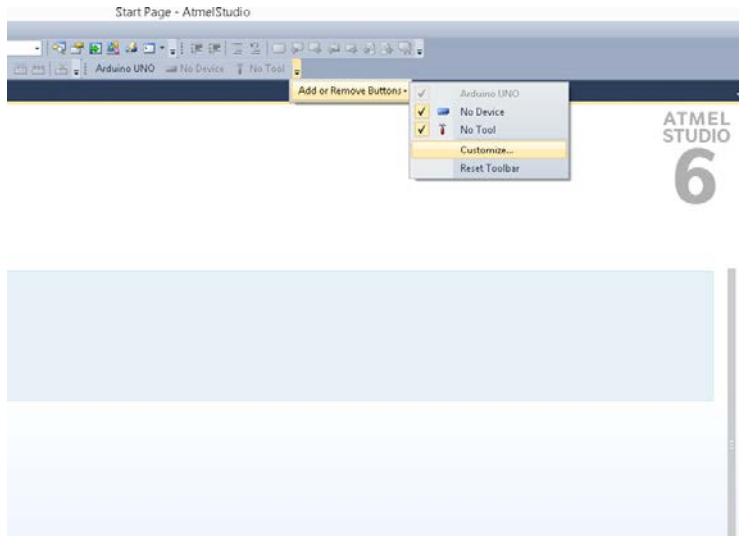 Start Page - AtmelStudio
Arduino UNO No Device No Tool
Add or Remove Buttons
Arduino UNO
No Device
No Tool
Customize...
Reset Toolbar
ATMEL
STUDIO
6